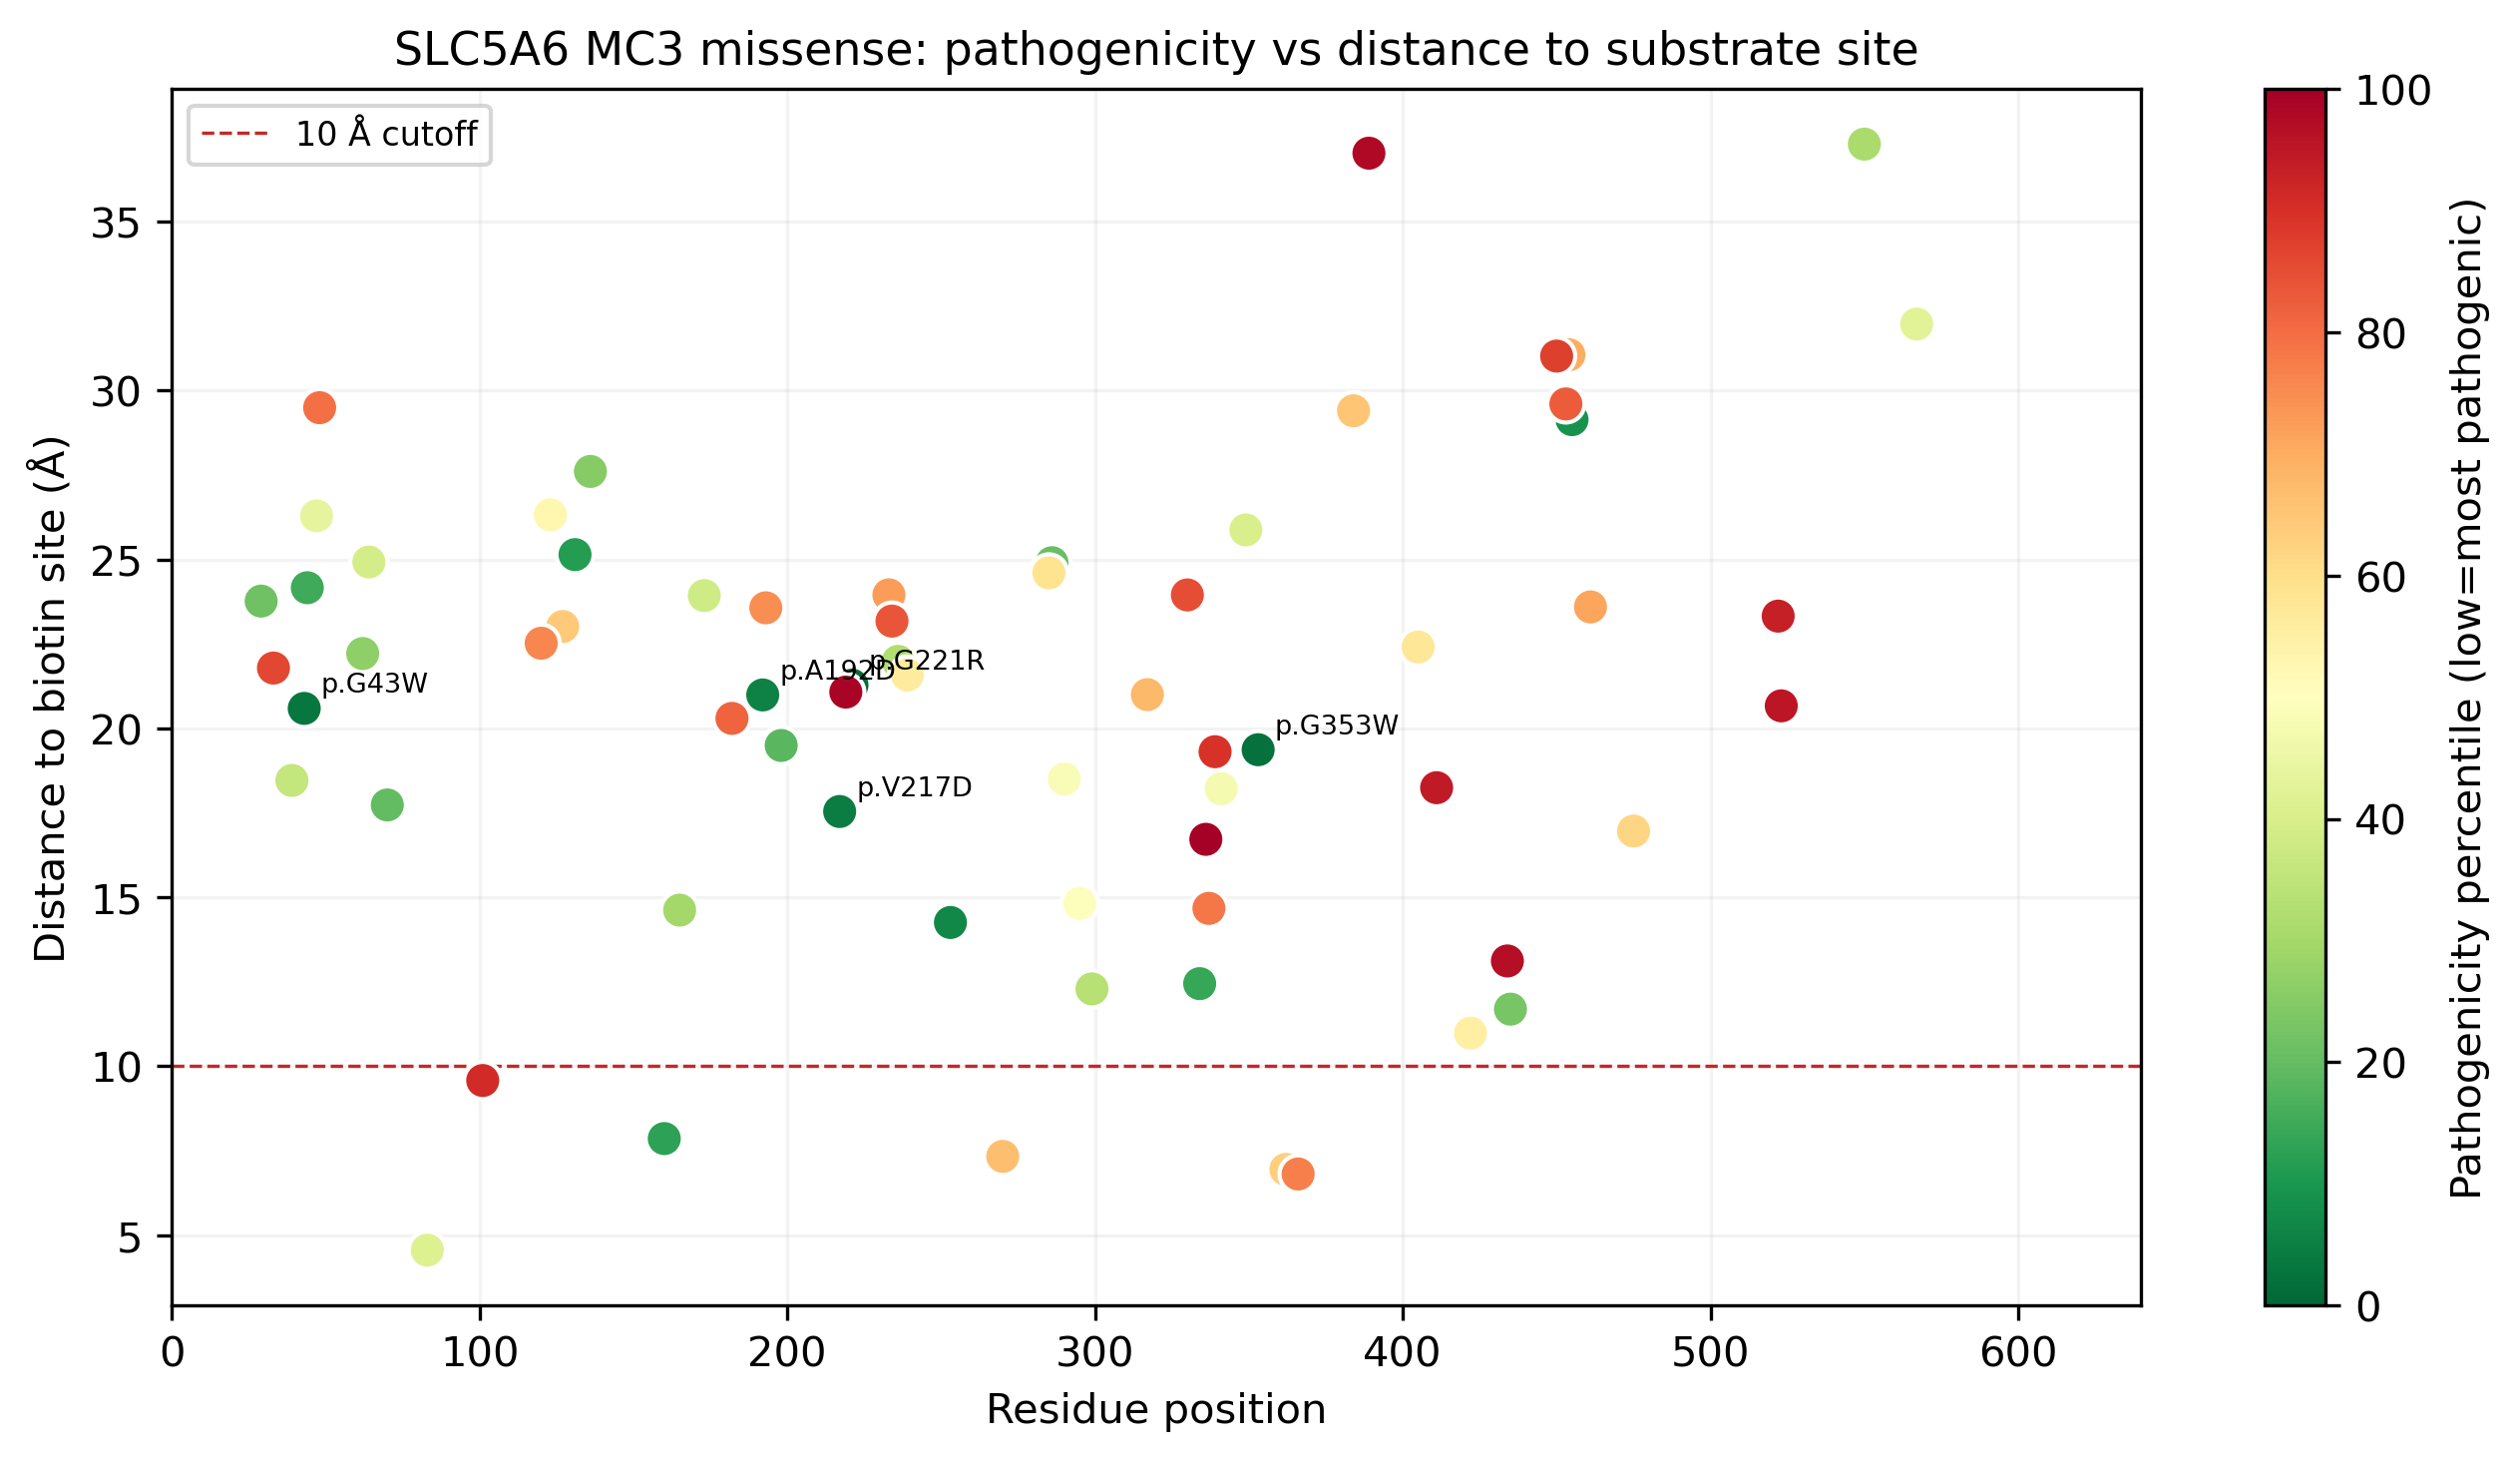 SLC5A6 MC3 missense: pathogenicity vs distance to substrate site
10 Å cutoff
Distance to biotin site (Å)
35
30
25
20
15
10
5
p.G43W
p.A192D
p.G221R
p.G353W
p.V217D
0
100
200
300
400
500
600
Residue position
100
80
60
40
20
0
Pathogenicity percentile (low=most pathogenic)